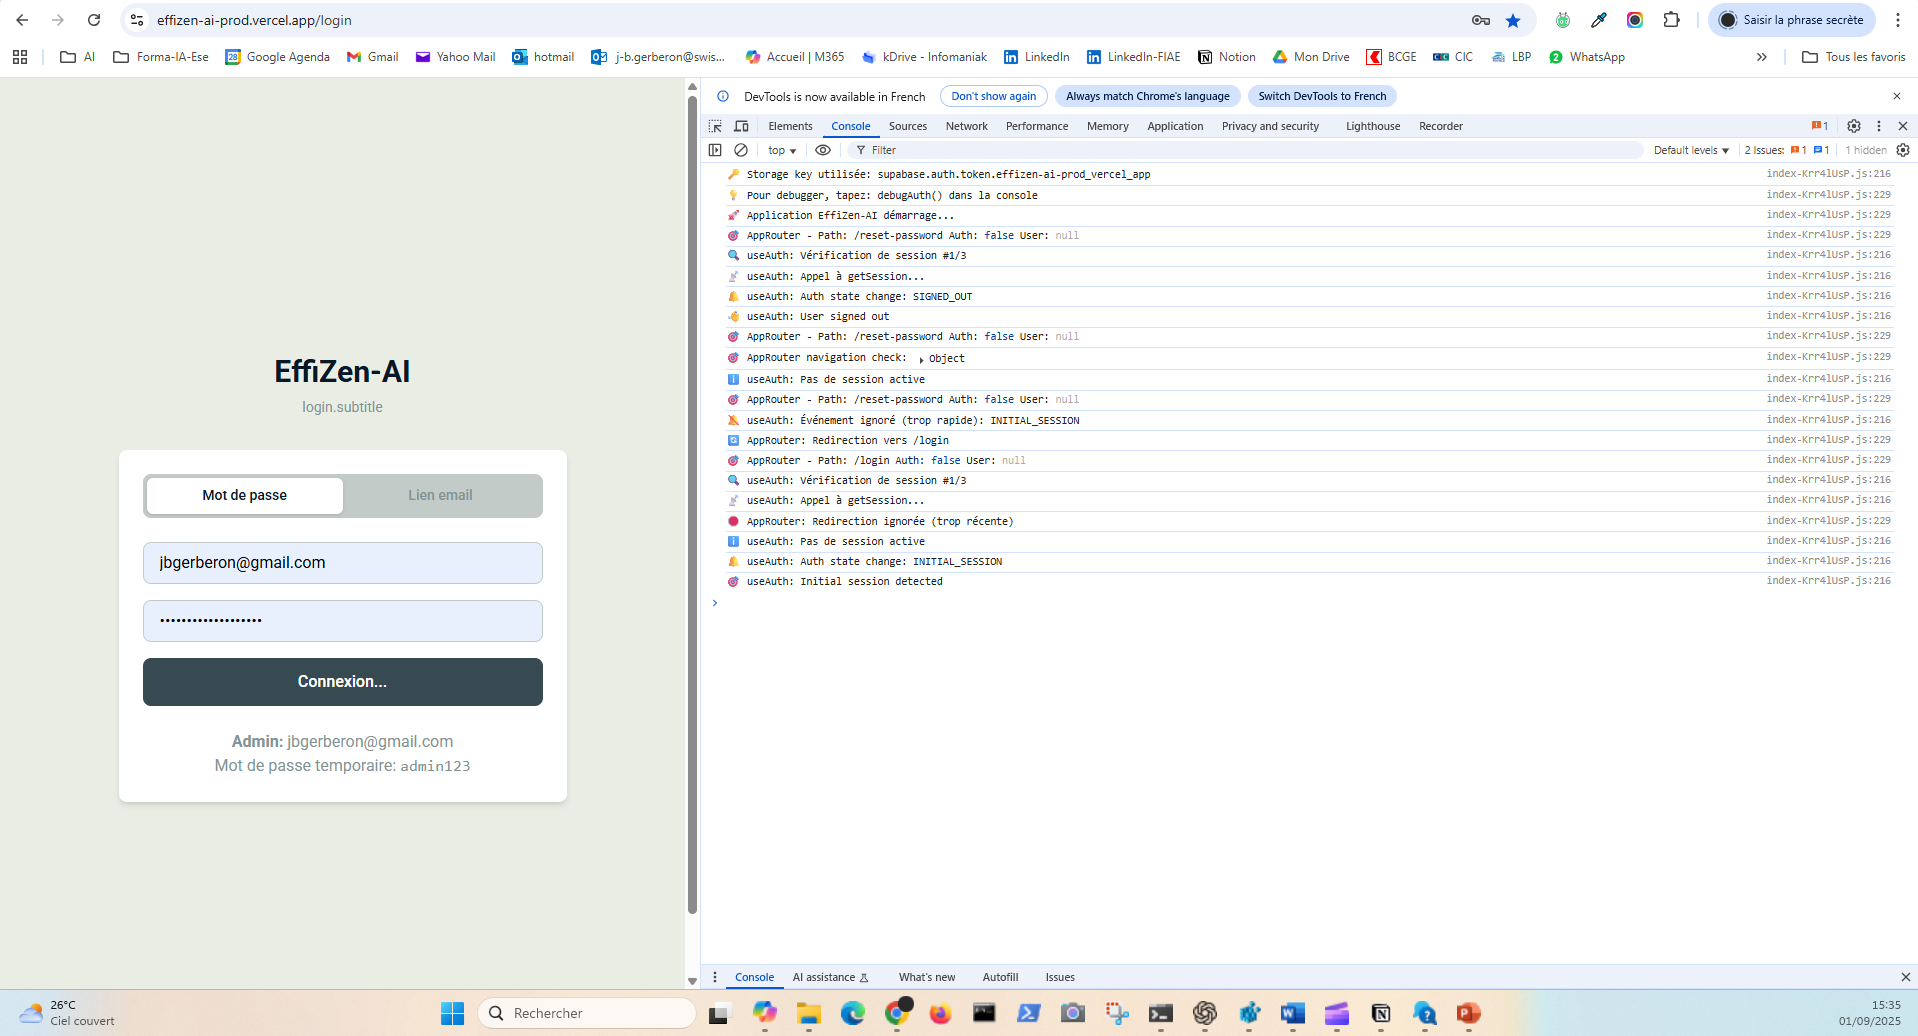 effizen-ai-prod.vercel.app/login
Saisir la phrase secrète
AI
Forma-IA-Ese
28
Google Agenda
Gmail
Yahoo Mail
hotmail
j-b.gerberon@swis...
Accueil | M365
kDrive - Infomaniak
LinkedIn
LinkedIn-FIAE
Notion
Mon Drive
BCGE
CIC
LBP
2
WhatsApp
Tous les favoris
EffiZen-AI
login.subtitle
Mot de passe
Lien email
jbgerberon@gmail.com
•••••••••••••••••••
Connexion...
Admin: jbgerberon@gmail.com
Mot de passe temporaire: admin123
DevTools is now available in French
Don't show again
Always match Chrome's language
Switch DevTools to French
Elements
Console
Sources
Network
Performance
Memory
Application
Privacy and security
Lighthouse
Recorder
1
top
Filter
Default levels
2 Issues:
1
1
1 hidden
Storage key utilisée: supabase.auth.token.effizen-ai-prod_vercel_app index-Krr4lUsP.js:216
Pour debugger, tapez: debugAuth() dans la console index-Krr4lUsP.js:229
Application EffiZen-AI démarrage... index-Krr4lUsP.js:229
AppRouter - Path: /reset-password Auth: false User: null index-Krr4lUsP.js:229
useAuth: Vérification de session #1/3 index-Krr4lUsP.js:216
useAuth: Appel à getSession... index-Krr4lUsP.js:216
useAuth: Auth state change: SIGNED_OUT index-Krr4lUsP.js:216
useAuth: User signed out index-Krr4lUsP.js:216
AppRouter - Path: /reset-password Auth: false User: null index-Krr4lUsP.js:229
AppRouter navigation check: Object index-Krr4lUsP.js:229
useAuth: Pas de session active index-Krr4lUsP.js:216
AppRouter - Path: /reset-password Auth: false User: null index-Krr4lUsP.js:229
useAuth: Événement ignoré (trop rapide): INITIAL_SESSION index-Krr4lUsP.js:216
AppRouter: Redirection vers /login index-Krr4lUsP.js:229
AppRouter - Path: /login Auth: false User: null index-Krr4lUsP.js:229
useAuth: Vérification de session #1/3 index-Krr4lUsP.js:216
useAuth: Appel à getSession... index-Krr4lUsP.js:216
AppRouter: Redirection ignorée (trop récente) index-Krr4lUsP.js:229
useAuth: Pas de session active index-Krr4lUsP.js:216
useAuth: Auth state change: INITIAL_SESSION index-Krr4lUsP.js:216
useAuth: Initial session detected index-Krr4lUsP.js:216
Console
AI assistance
What's new
Autofill
Issues
26°C
Ciel couvert
Rechercher
15:35
01/09/2025